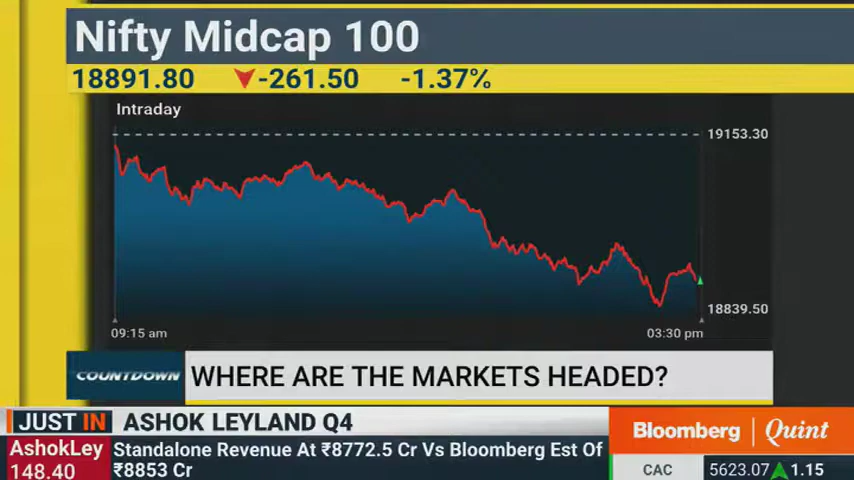 Nifty Midcap 100
18891.80 ▼-261.50 -1.37%
Intraday
19153.30
18839.50
09:15 am 03:30 pm
COUNTDOWN WHERE ARE THE MARKETS HEADED?
JUST IN ASHOK LEYLAND Q4
AshokLey
148.40
Standalone Revenue At ₹8772.5 Cr Vs Bloomberg Est Of
₹8853 Cr
Bloomberg | Quint
CAC 5623.07 ▲ 1.15